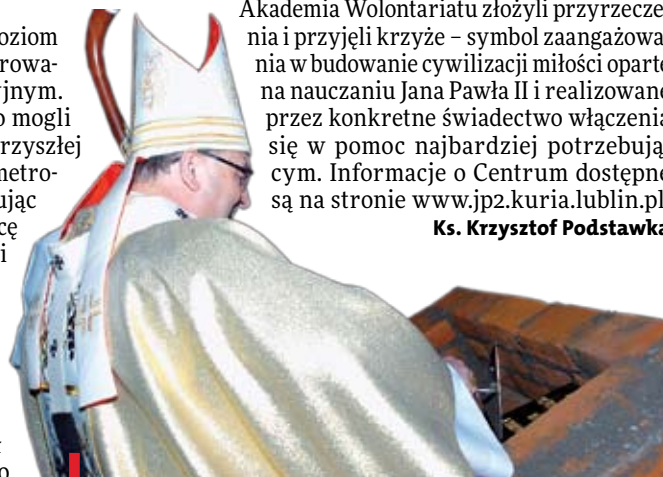 oziom
rowa-
yjnym.
o mogli
rzyszłej
metro-
ując
cę
i
o
Akademia Wolontariatu złożyli przyrzecze
nia i przyjęli krzyże – symbol zaangażowa
nia w budowanie cywilizacji miłości oparte
na nauczaniu Jana Pawła II i realizowane
przez konkretne świadectwo włączenia
się w pomoc najbardziej potrzebują
cym. Informacje o Centrum dostępne
są na stronie www.jp2.kuria.lublin.pl
Ks. Krzysztof Podstawka